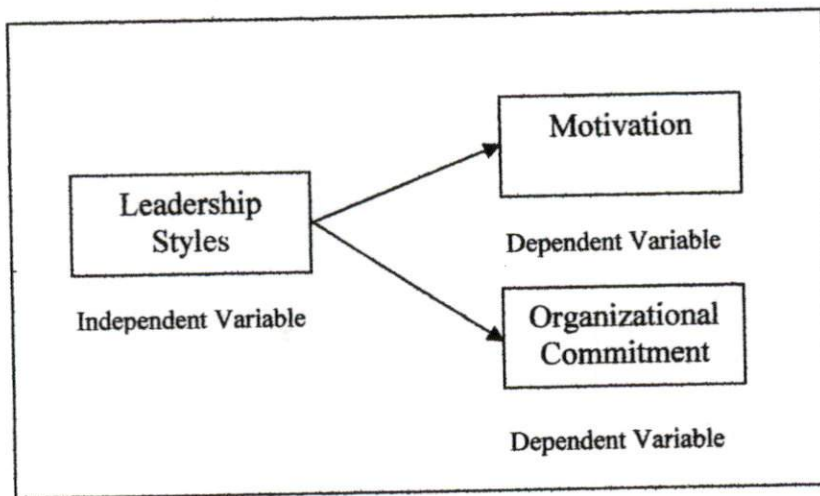 Motivation
Leadership
Styles
Dependent Variable
Independent Variable
Organizational
Commitment
Dependent Variable